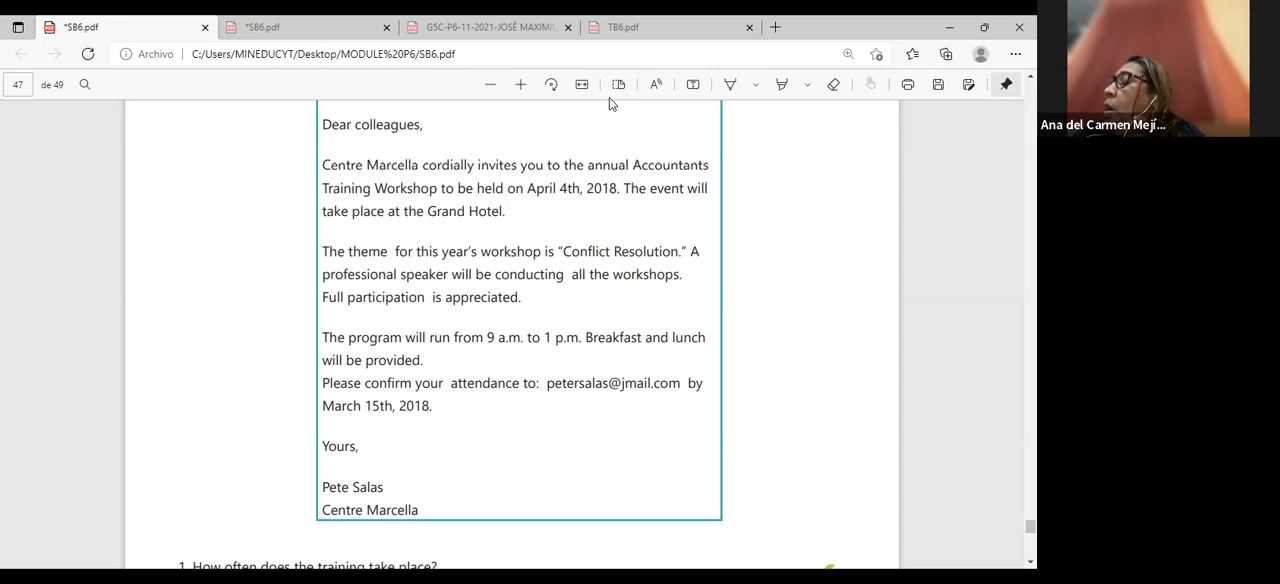 *SB6.pdf
*SB6.pdf
G5C-P6-11-2021-JOSÉ MAXIMI
TB6.pdf
Archivo
C:/Users/MINEDUCYT/Desktop/MODULE%20P6/SB6.pdf
47
de 49
Dear colleagues,
Centre Marcella cordially invites you to the annual Accountants
Training Workshop to be held on April 4th, 2018. The event will
take place at the Grand Hotel.
The theme for this year's workshop is “Conflict Resolution.” A
professional speaker will be conducting all the workshops.
Full participation is appreciated.
The program will run from 9 a.m. to 1 p.m. Breakfast and lunch
will be provided.
Please confirm your attendance to: petersalas@jmail.com by
March 15th, 2018.
Yours,
Pete Salas
Centre Marcella
1. How often does the training take place?
Ana del Carmen Mejí...